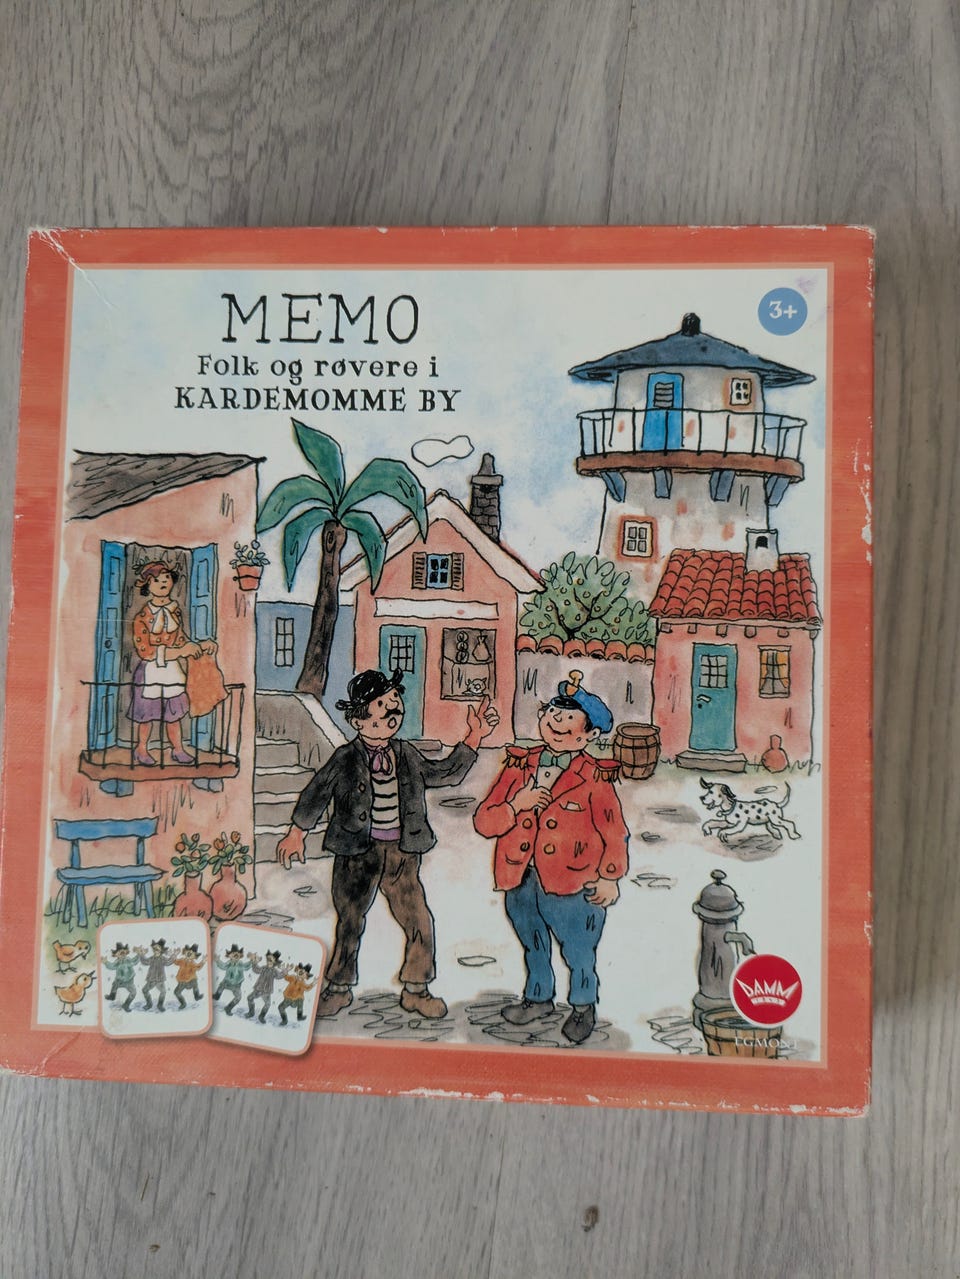 MEMO
Folk og røvere i
KARDEMOMME BY
3+
DAMM
EGMONT